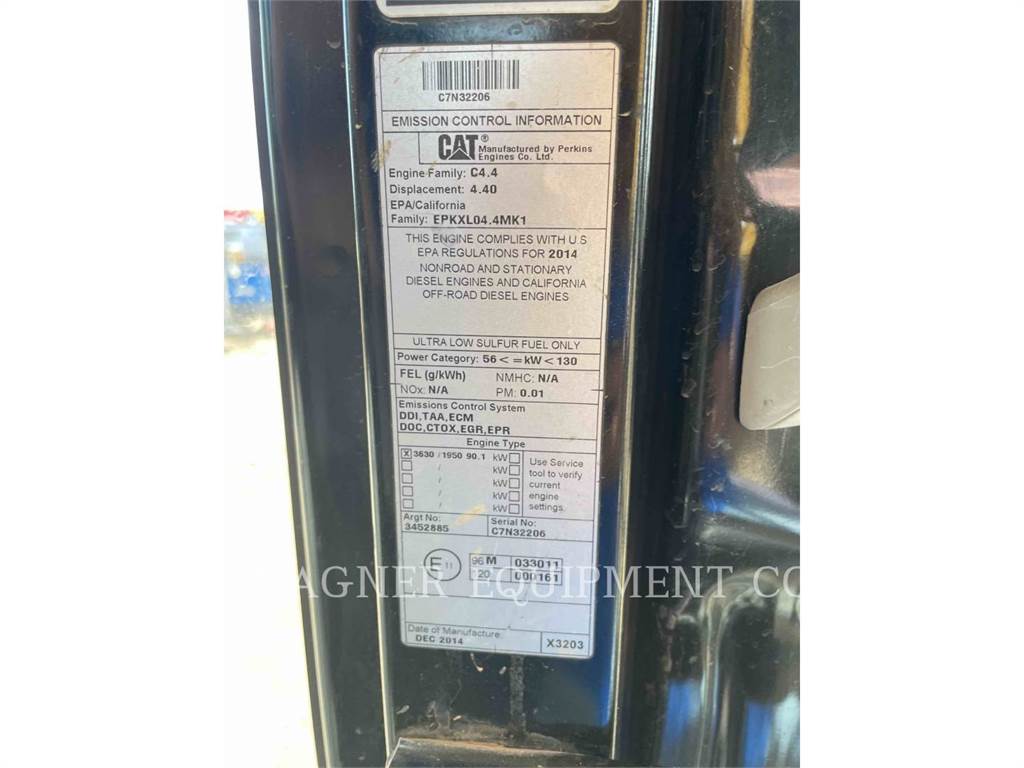 C7N32206
EMISSION CONTROL INFORMATION
CAT® Manufactured by Perkins
Engines Co. Ltd.
Engine Family: C4.4
Displacement: 4.40
EPA/California
Family: EPKXL04.4MK1
THIS ENGINE COMPLIES WITH U.S
EPA REGULATIONS FOR 2014
NONROAD AND STATIONARY
DIESEL ENGINES AND CALIFORNIA
OFF-ROAD DIESEL ENGINES
ULTRA LOW SULFUR FUEL ONLY
Power Category: 56 < =kW < 130
FEL (g/kWh) NMHC: N/A
NOx: N/A PM: 0.01
Emissions Control System
DDI,TAA,ECM
DOC,CTOX,EGR,EPR
Engine Type
X 3630 / 1950 90.1 kW
/ kW
/ kW
/ kW
/ kW
Use Service
tool to verify
current
engine
settings.
Argt No: Serial No:
3452885 C7N32206
E 11 96 M 033011
120 000161
AGNER EQUIPMENT CO
Date of Manufacture:
DEC 2014 X3203